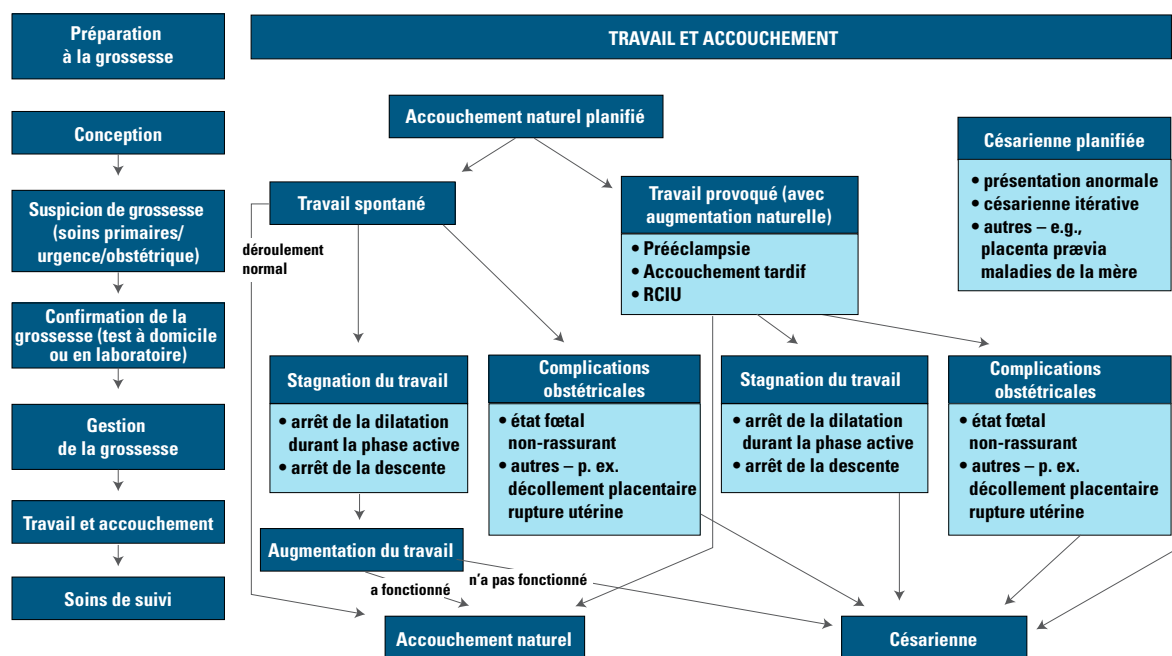 Préparation
à la grossesse
Conception
Suspicion de grossesse
(soins primaires/
urgence/obstétrique)
Confirmation de la
grossesse (test à domicile
ou en laboratoire)
Gestion
de la grossesse
Travail et accouchement
Soins de suivi
TRAVAIL ET ACCOUCHEMENT
Accouchement naturel planifié
Travail spontané
déroulement
normal
Travail provoqué (avec
augmentation naturelle)
• Prééclampsie
• Accouchement tardif
• RCIU
Césarienne planifiée
• présentation anormale
• césarienne itérative
• autres – e.g.,
placenta prævia
maladies de la mère
Stagnation du travail
• arrêt de la dilatation
durant la phase active
• arrêt de la descente
Complications
obstétricales
• état fœtal
non-rassurant
• autres – p. ex.
décollement placentaire
rupture utérine
Stagnation du travail
• arrêt de la dilatation
durant la phase active
• arrêt de la descente
Complications
obstétricales
• état fœtal
non-rassurant
• autres – p. ex.
décollement placentaire
rupture utérine
Augmentation du travail
a fonctionné
n'a pas fonctionné
Accouchement naturel
Césarienne